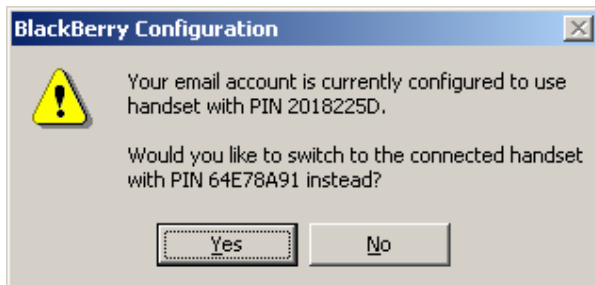 BlackBerry Configuration
Your email account is currently configured to use
handset with PIN 2018225D.
Would you like to switch to the connected handset
with PIN 64E78A91 instead?
Yes No